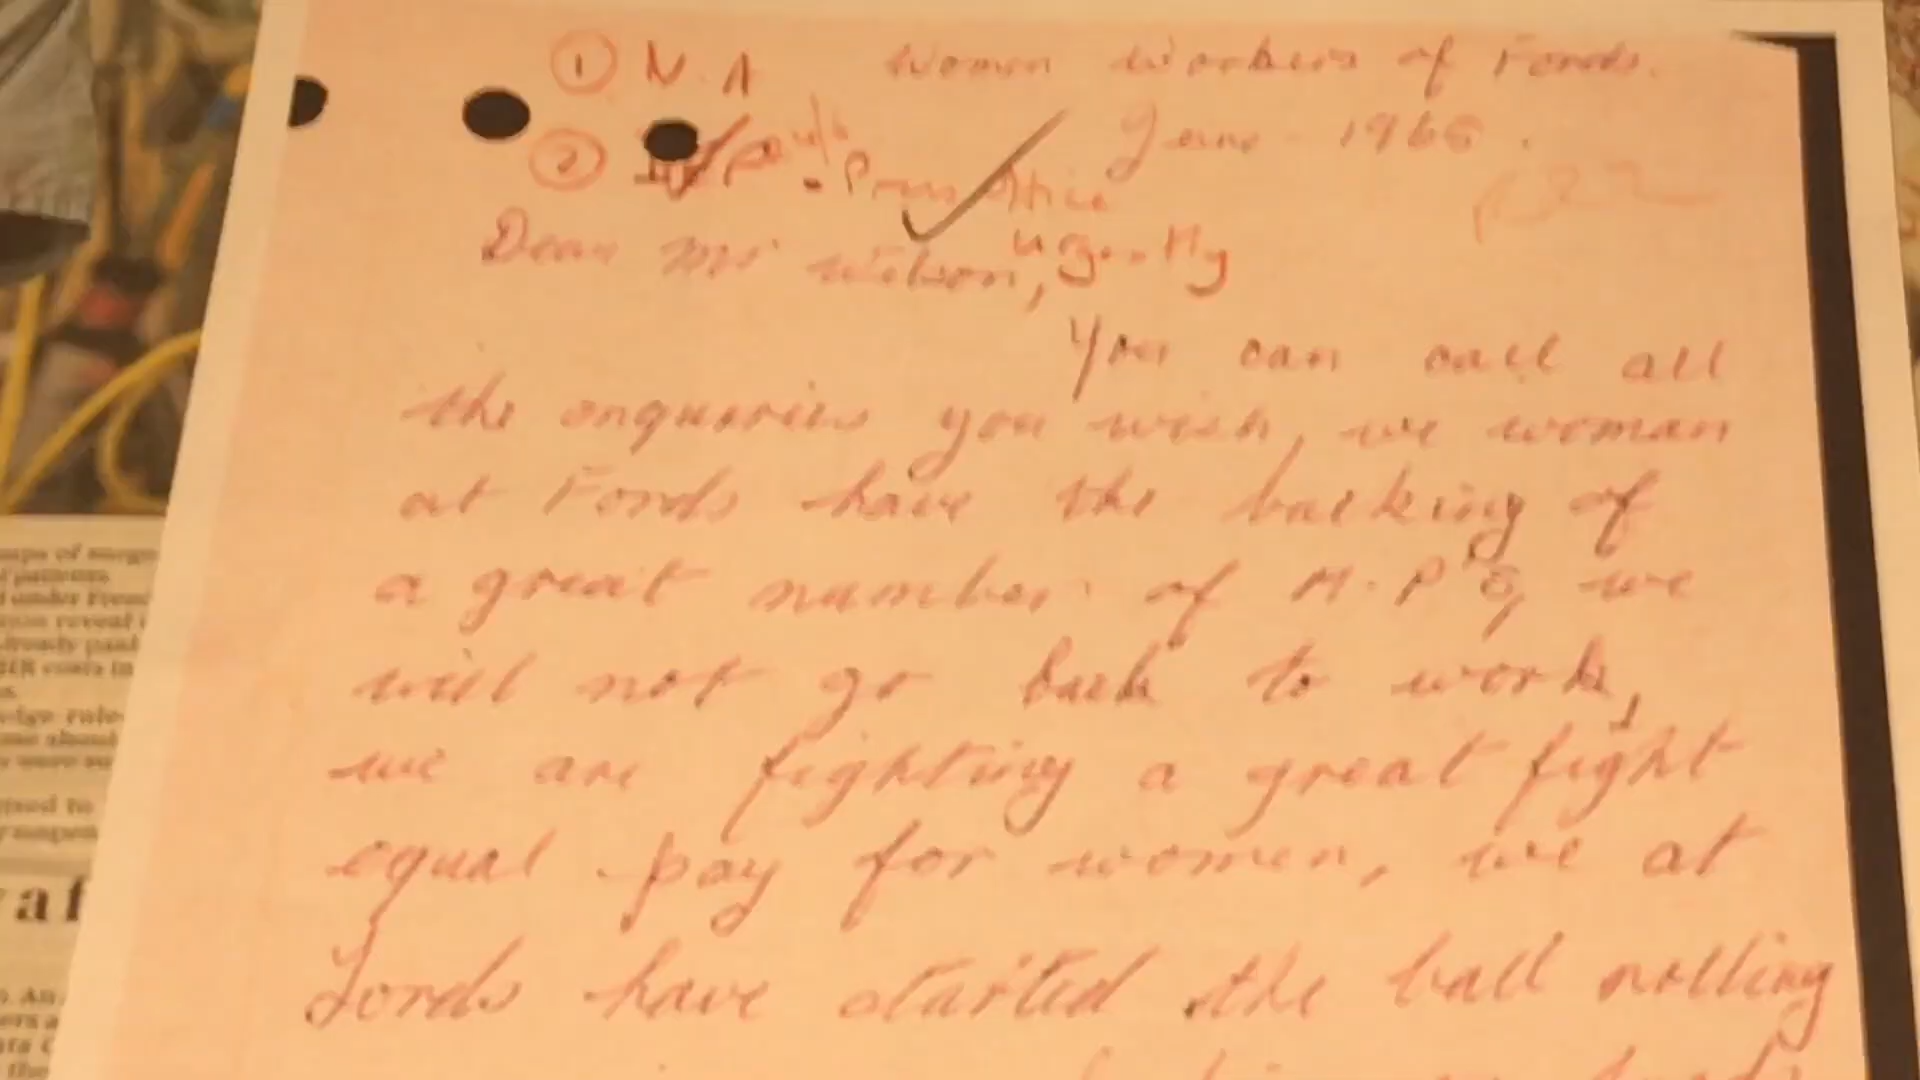 ① N.A Women Workers of Fords.
June - 1968.
② - Press Office
urgently
Dear Mr Wilson,
You can call all
the enquiries you wish, we woman
at Fords have the backing of
a great number of M.P's, we
will not go back to work,
we are fighting a great fight
equal pay for women, we at
Fords have started the ball rolling